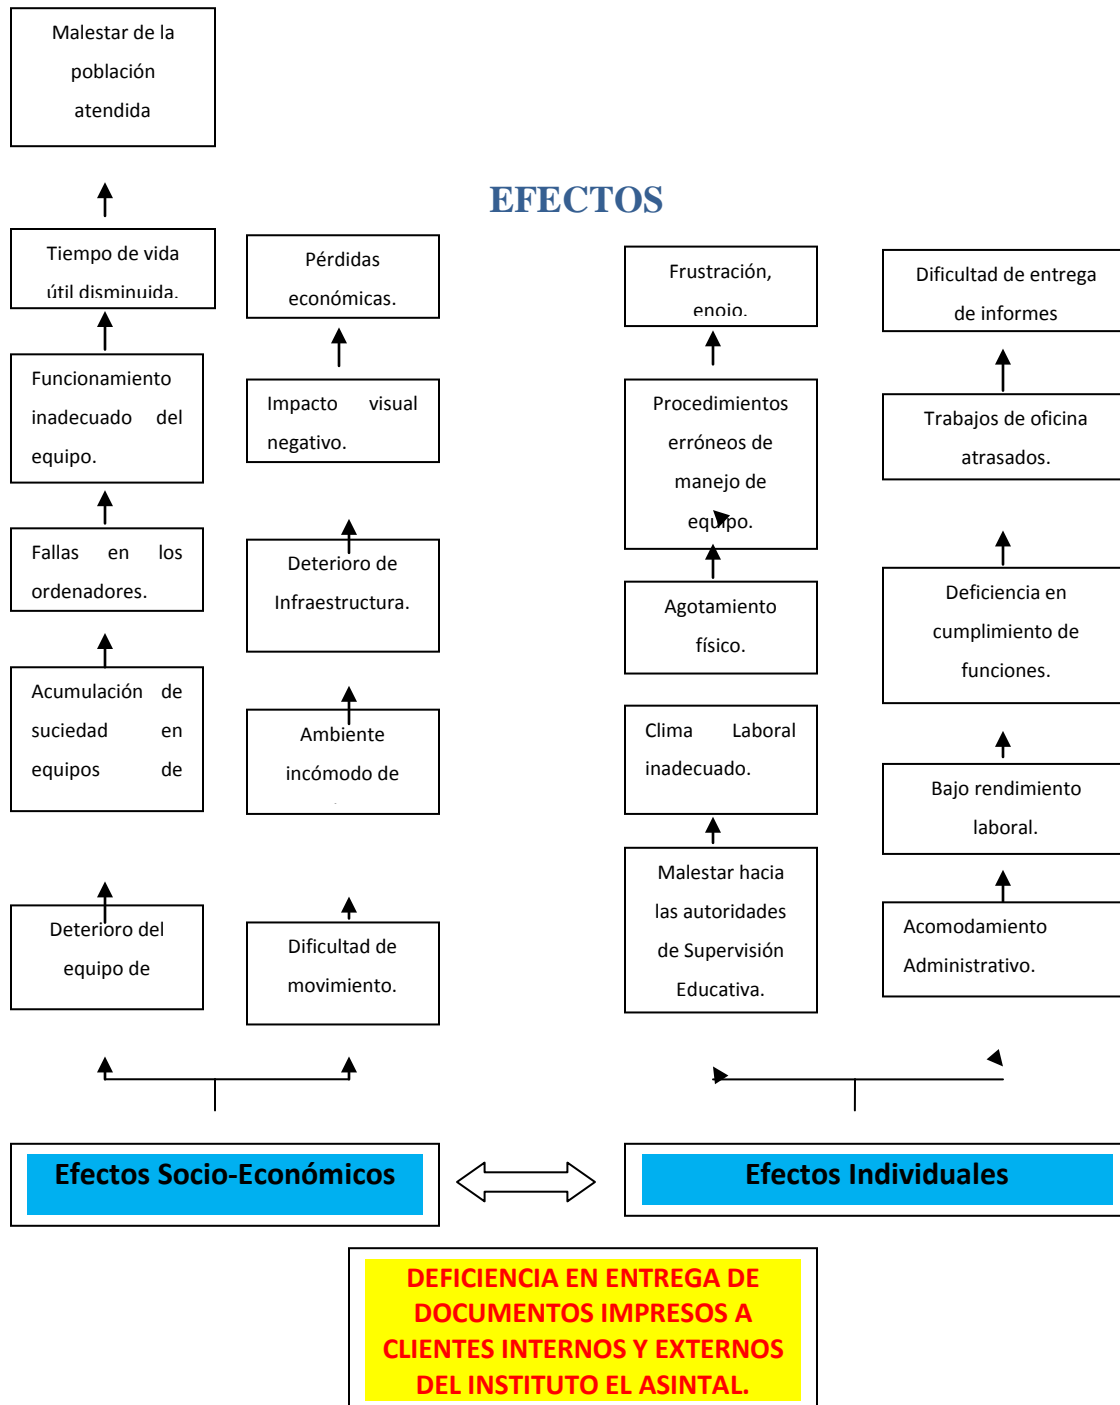 Malestar de la
población
atendida
EFECTOS
Tiempo de vida
útil disminuida.
Pérdidas
económicas.
Frustración,
enojo.
Dificultad de entrega
de informes
Funcionamiento
inadecuado del
equipo.
Impacto visual
negativo.
Procedimientos
erróneos de
manejo de
equipo.
Trabajos de oficina
atrasados.
Fallas en los
ordenadores.
Deterioro de
Infraestructura.
Agotamiento
físico.
Deficiencia en
cumplimiento de
funciones.
Acumulación de
suciedad en
equipos de
Ambiente
incómodo de
Clima Laboral
inadecuado.
Bajo rendimiento
laboral.
Deterioro del
equipo de
Dificultad de
movimiento.
Malestar hacia
las autoridades
de Supervisión
Educativa.
Acomodamiento
Administrativo.
Efectos Socio-Económicos
Efectos Individuales
DEFICIENCIA EN ENTREGA DE
DOCUMENTOS IMPRESOS A
CLIENTES INTERNOS Y EXTERNOS
DEL INSTITUTO EL ASINTAL.